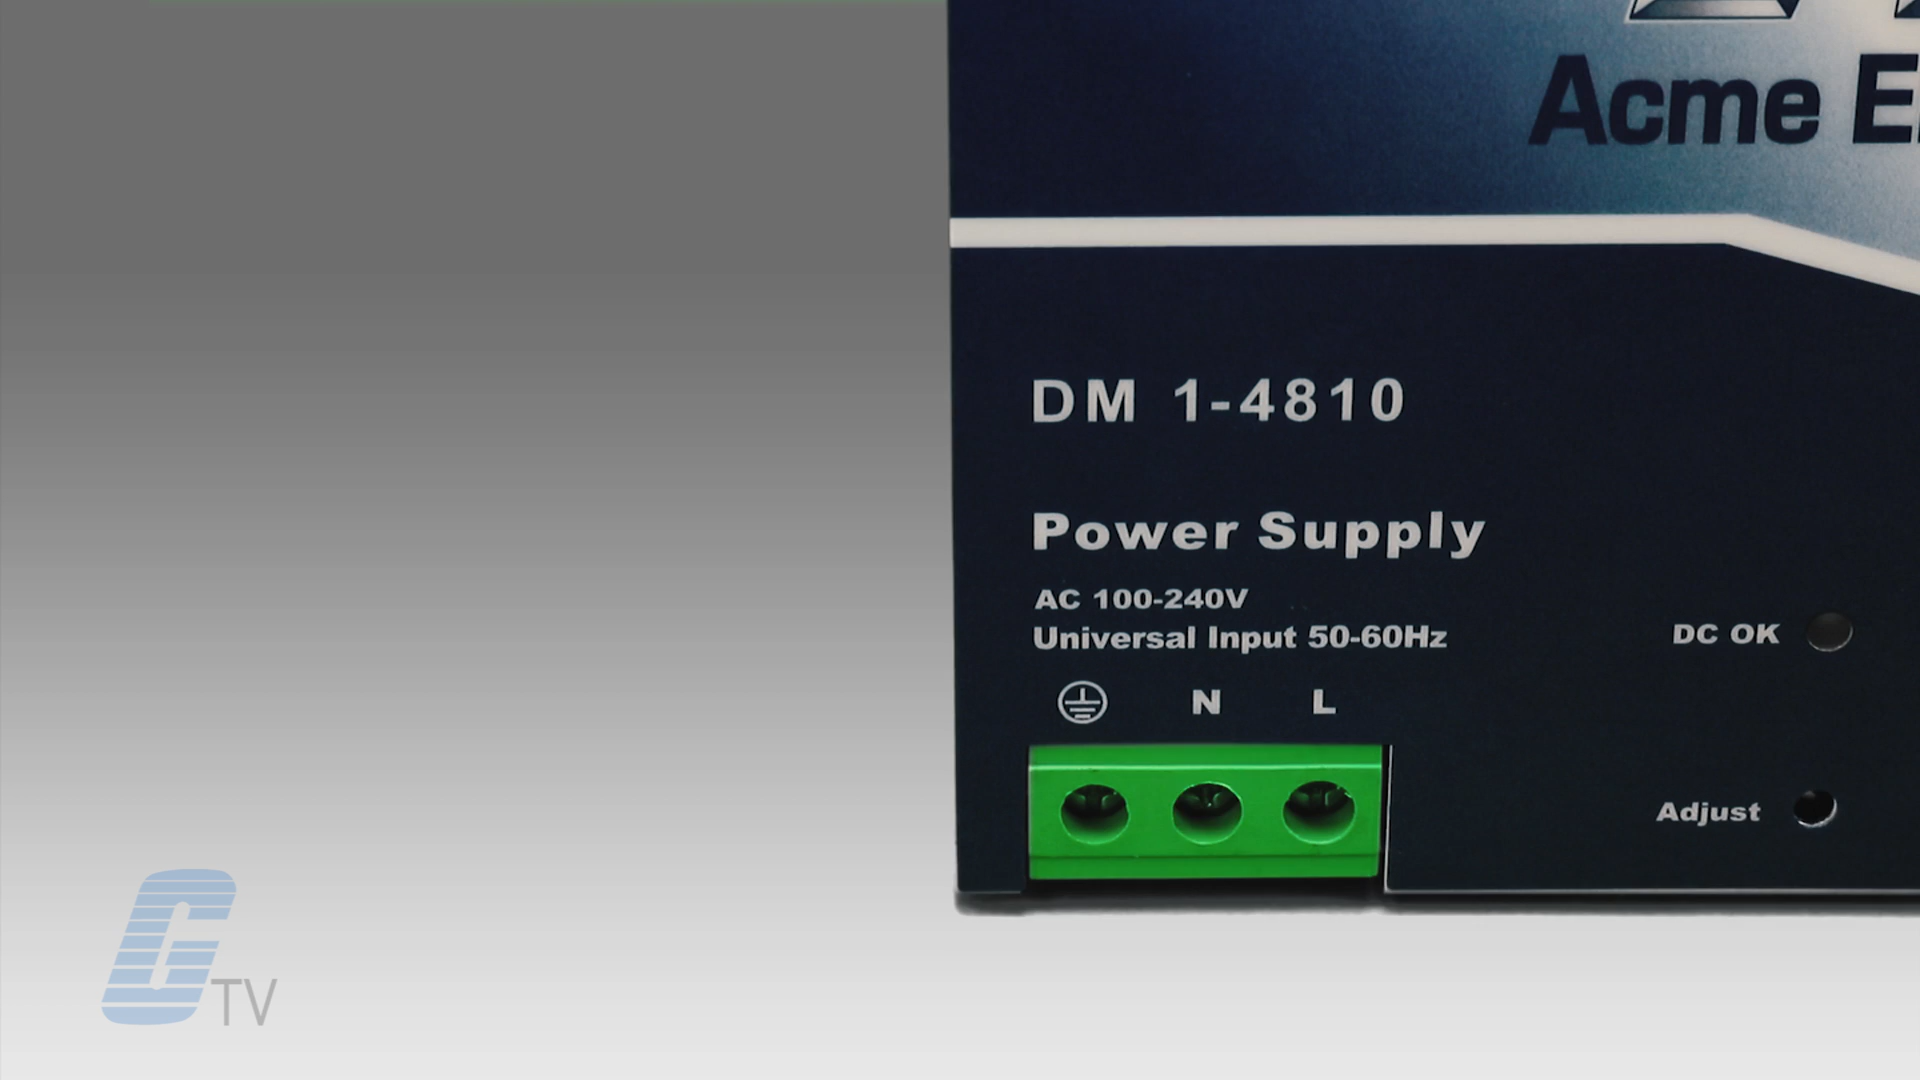 Acme
DM 1-4810
Power Supply
AC 100-240V
Universal Input 50-60Hz
N L
DC OK
Adjust
G TV